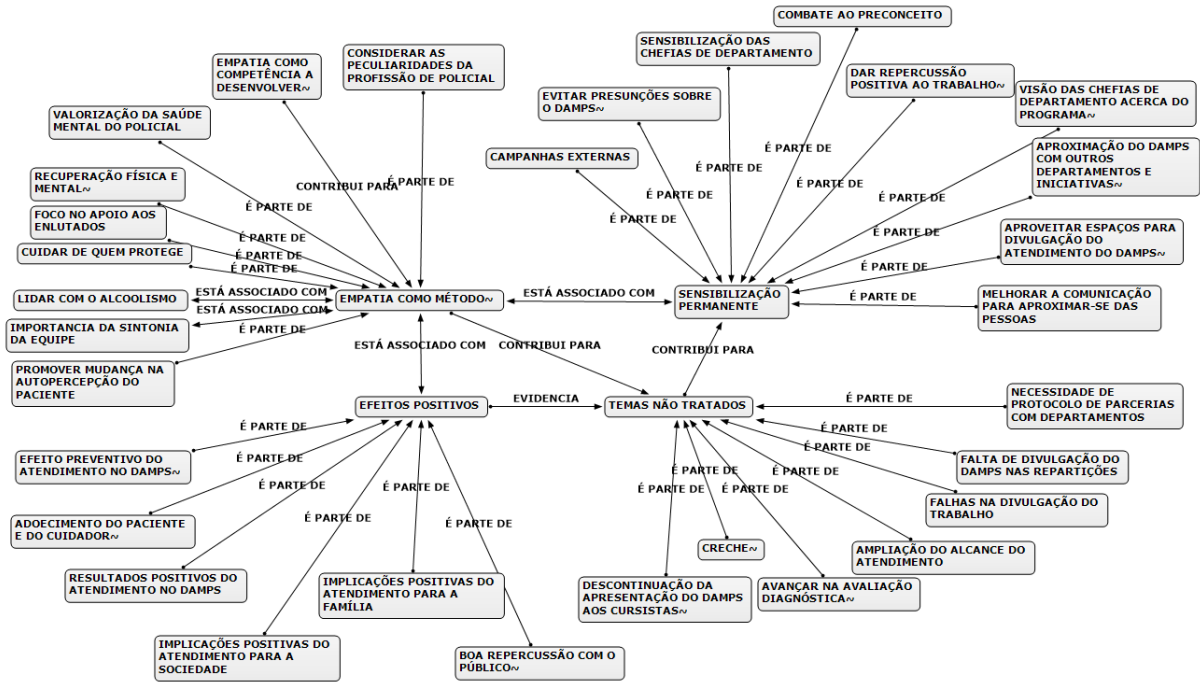 COMBATE AO PRECONCEITO
SENSIBILIZAÇÃO DAS
CHEFIAS DE DEPARTAMENTO
CONSIDERAR AS
PECULIARIDADES DA
PROFISSÃO DE POLICIAL
EMPATIA COMO
COMPETÊNCIA A
DESENVOLVER~
DAR REPERCUSSÃO
POSITIVA AO TRABALHO~
VISÃO DAS CHEFIAS DE
DEPARTAMENTO ACERCA DO
PROGRAMA~
EVITAR PRESUNÇÕES SOBRE
O DAMPS~
VALORIZAÇÃO DA SAÚDE
MENTAL DO POLICIAL
APROXIMAÇÃO DO DAMPS
COM OUTROS
DEPARTAMENTOS E
INICIATIVAS~
CAMPANHAS EXTERNAS
É PARTE DE
É PARTE DE
RECUPERAÇÃO FÍSICA E
MENTAL~
CONTRIBUI PARA
É PARTE DE
É PARTE DE
É PARTE DE
É PARTE DE
FOCO NO APOIO AOS
ENLUTADOS
É PARTE DE
É PARTE DE
É PARTE DE
É PARTE DE
APROVEITAR ESPAÇOS PARA
DIVULGAÇÃO DO
ATENDIMENTO DO DAMPS~
CUIDAR DE QUEM PROTEGE
É PARTE DE
É PARTE DE
É PARTE DE
LIDAR COM O ALCOOLISMO
ESTÁ ASSOCIADO COM
EMPATIA COMO MÉTODO~
ESTÁ ASSOCIADO COM
SENSIBILIZAÇÃO
PERMANENTE
É PARTE DE
MELHORAR A COMUNICAÇÃO
PARA APROXIMAR-SE DAS
PESSOAS
ESTÁ ASSOCIADO COM
IMPORTANCIA DA SINTONIA
DA EQUIPE
É PARTE DE
ESTÁ ASSOCIADO COM
CONTRIBUI PARA
CONTRIBUI PARA
PROMOVER MUDANÇA NA
AUTOPERCEPÇÃO DO
PACIENTE
EFEITOS POSITIVOS
EVIDENCIA
TEMAS NÃO TRATADOS
É PARTE DE
NECESSIDADE DE
PROTOCOLO DE PARCERIAS
COM DEPARTAMENTOS
É PARTE DE
É PARTE DE
É PARTE DE
EFEITO PREVENTIVO DO
ATENDIMENTO NO DAMPS~
É PARTE DE
É PARTE DE
É PARTE DE
FALTA DE DIVULGAÇÃO DO
DAMPS NAS REPARTIÇÕES
É PARTE DE
É PARTE DE
É PARTE DE
É PARTE DE
FALHAS NA DIVULGAÇÃO DO
TRABALHO
ADOECIMENTO DO PACIENTE
E DO CUIDADOR~
É PARTE DE
É PARTE DE
CRECHE~
AMPLIAÇÃO DO ALCANCE DO
ATENDIMENTO
RESULTADOS POSITIVOS DO
ATENDIMENTO NO DAMPS
IMPLICAÇÕES POSITIVAS DO
ATENDIMENTO PARA A
FAMÍLIA
DESCONTINUAÇÃO DA
APRESENTAÇÃO DO DAMPS
AOS CURSISTAS~
AVANÇAR NA AVALIAÇÃO
DIAGNÓSTICA~
IMPLICAÇÕES POSITIVAS DO
ATENDIMENTO PARA A
SOCIEDADE
BOA REPERCUSSÃO COM O
PÚBLICO~